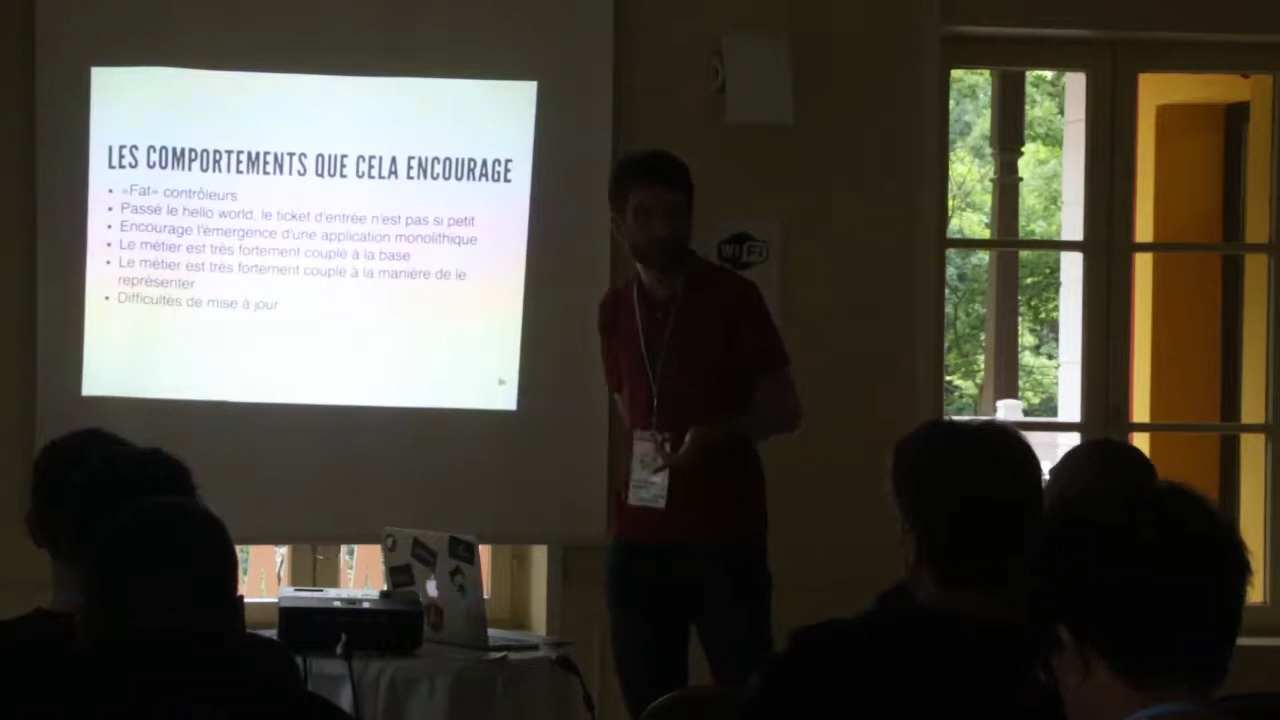 LES COMPORTEMENTS QUE CELA ENCOURAGE
• «Fat» contrôleurs
• Passé le hello world, le ticket d'entrée n'est pas si petit
• Encourage l'émergence d'une application monolithique
• Le métier est très fortement couplé à la base
• Le métier est très fortement couplé à la manière de le
représenter
• Difficultés de mise à jour
WiFi